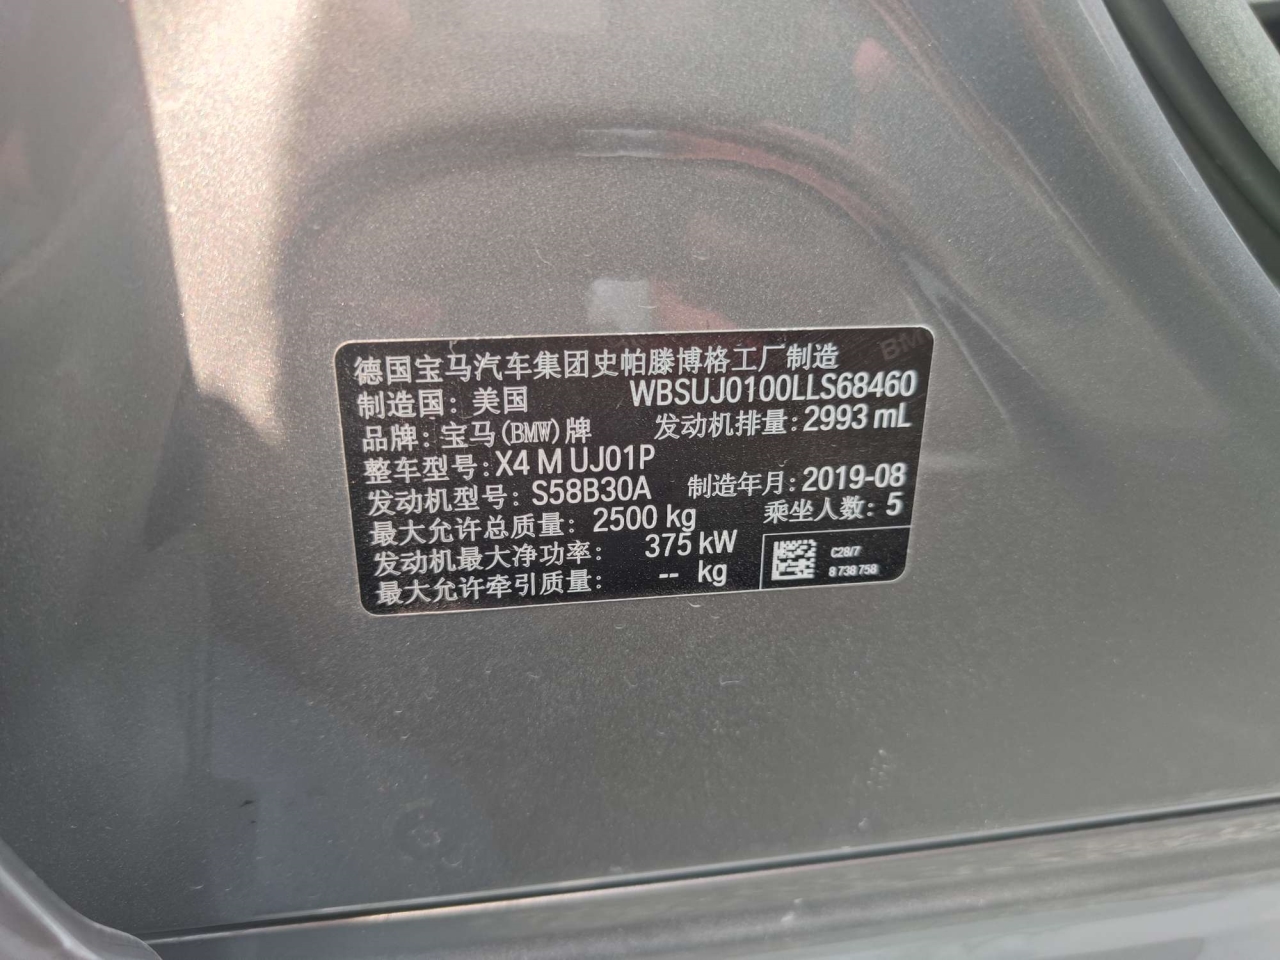 德国宝马汽车集团史帕滕博格工厂制造
制造国: 美国 WBSUJ0100LLS68460
品牌: 宝马(BMW)牌 发动机排量: 2993 mL
整车型号: X4 M UJ01P
发动机型号: S58B30A 制造年月: 2019-08
最大允许总质量: 2500 kg 乘坐人数: 5
发动机最大净功率: 375 kW
最大允许牵引质量: -- kg
C28/7
8 738 758
BM